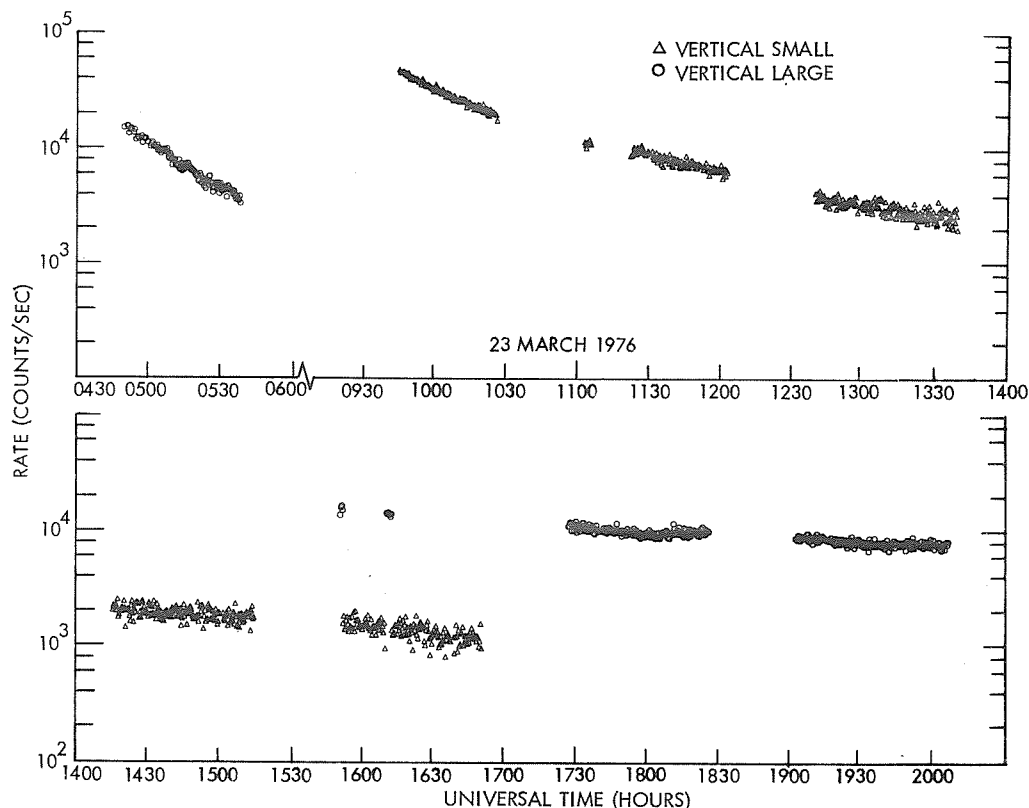 10^5
10^4
10^3
△ VERTICAL SMALL
○ VERTICAL LARGE
23 MARCH 1976
0430 0500 0530 0600 0930 1000 1030 1100 1130 1200 1230 1300 1330 1400
RATE (COUNTS/SEC)
10^4
10^3
10^2
1400 1430 1500 1530 1600 1630 1700 1730 1800 1830 1900 1930 2000
UNIVERSAL TIME (HOURS)